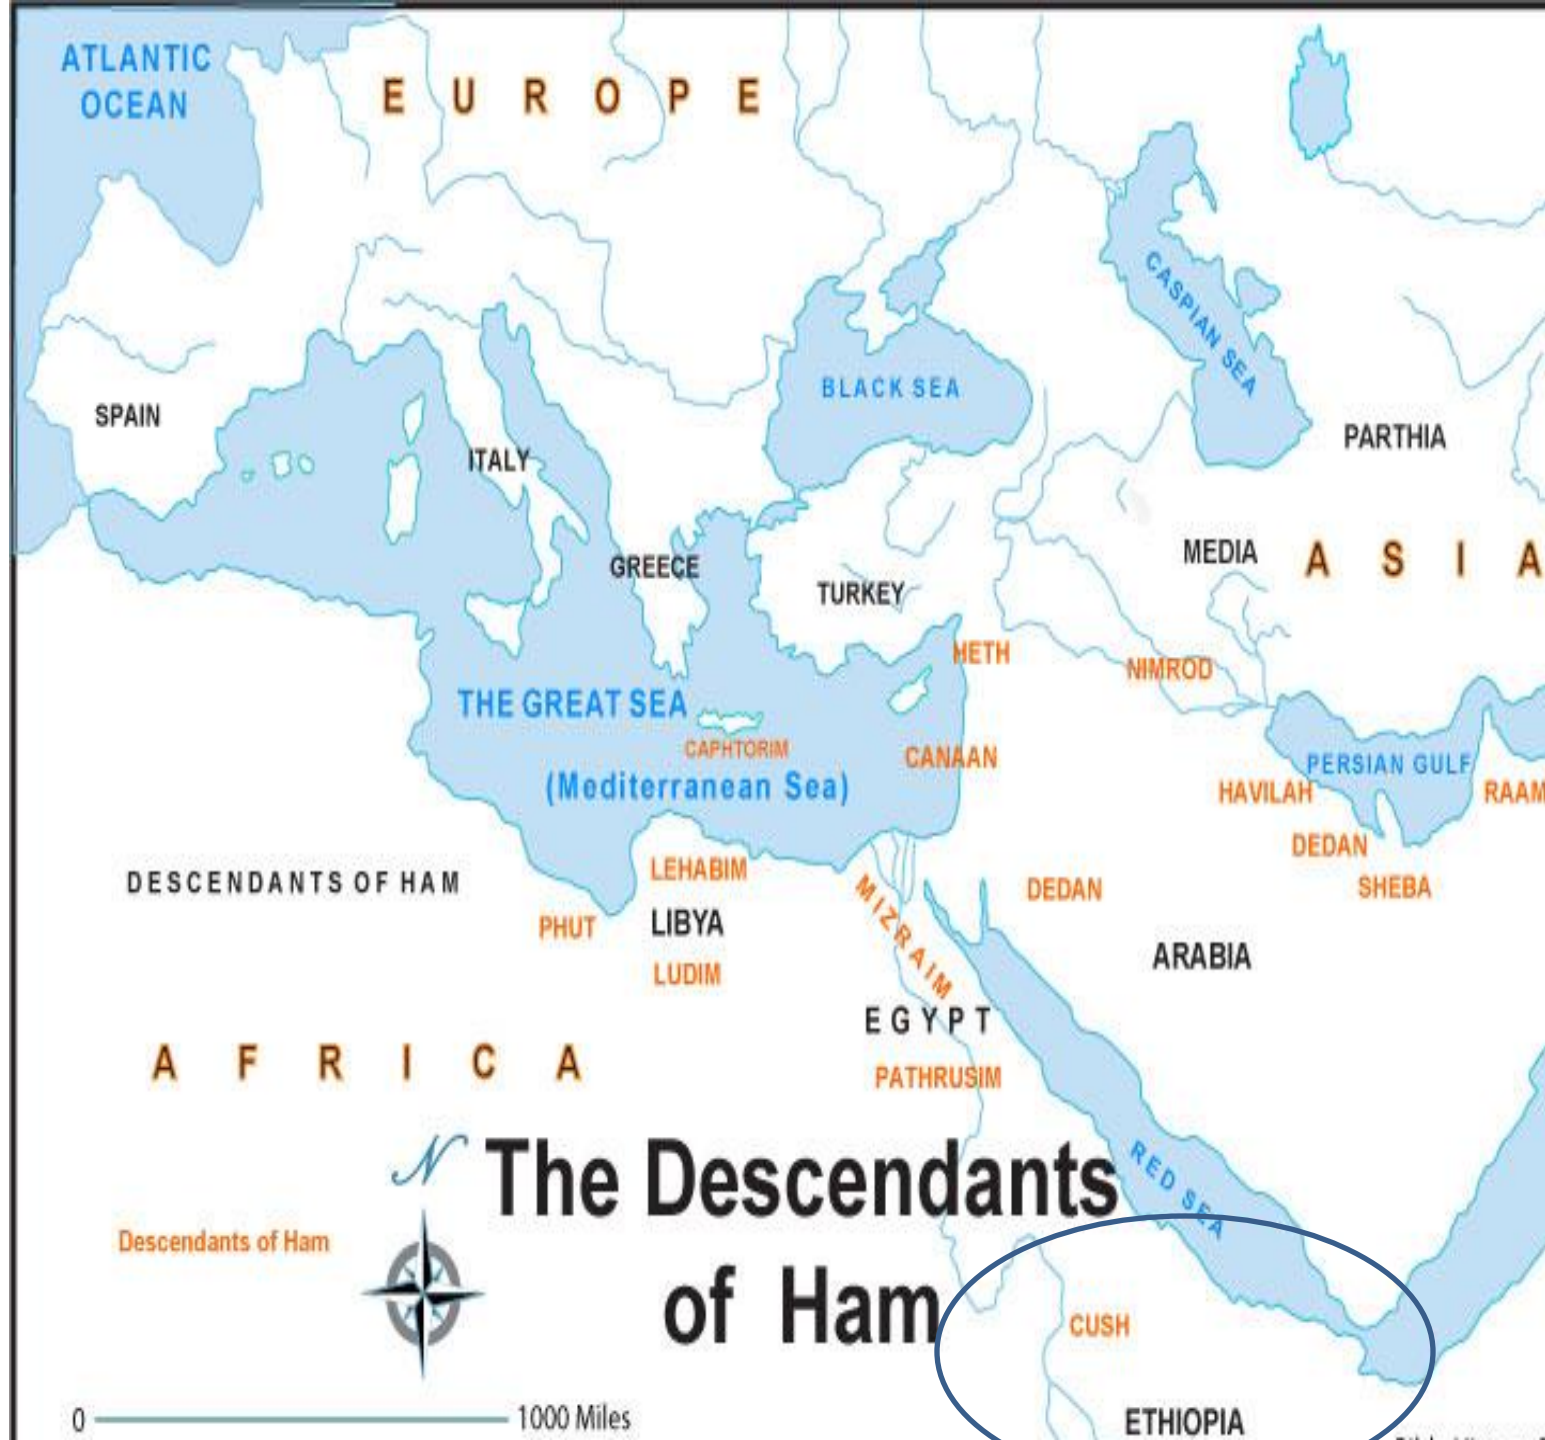 ATLANTIC
OCEAN
EUROPE
CASPIAN SEA
BLACK SEA
SPAIN
PARTHIA
ITALY
MEDIA
ASIA
GREECE
TURKEY
HETH
NIMROD
THE GREAT SEA
CAPHTORIM
CANAAN
(Mediterranean Sea)
PERSIAN GULF
HAVILAH
RAAM
DEDAN
LEHABIM
DESCENDANTS OF HAM
MIZRAIM
DEDAN
SHEBA
PHUT
LIBYA
ARABIA
LUDIM
EGYPT
AFRICA
PATHRUSIM
N
The Descendants
of Ham
RED SEA
Descendants of Ham
CUSH
0
1000 Miles
ETHIOPIA